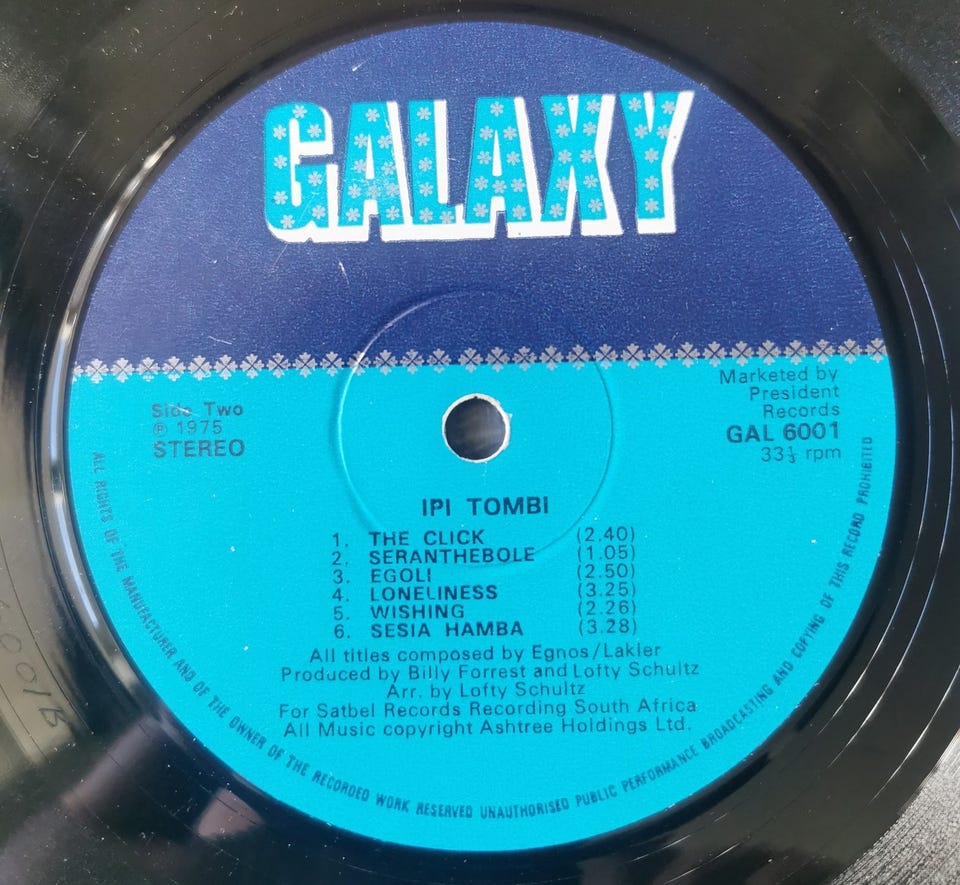 GALAXY
Side Two
℗ 1975
STEREO
Marketed by
President
Records
GAL 6001
33⅓ rpm
IPI TOMBI
1. THE CLICK (2.40)
2. SERANTHEBOLE (1.05)
3. EGOLI (2.50)
4. LONELINESS (3.25)
5. WISHING (2.26)
6. SESIA HAMBA (3.28)
All titles composed by Egnos/Lakier
Produced by Billy Forrest and Lofty Schultz
Arr. by Lofty Schultz
For Satbel Records Recording South Africa
All Music copyright Ashtree Holdings Ltd.
ALL RIGHTS OF THE MANUFACTURER AND OF THE OWNER OF THE RECORDED WORK RESERVED UNAUTHORISED PUBLIC PERFORMANCE BROADCASTING AND COPYING OF THIS RECORD PROHIBITED